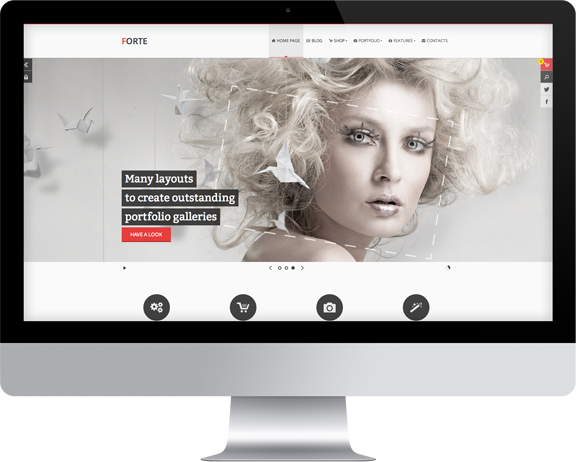 FORTE
HOME PAGE BLOG SHOP PORTFOLIO FEATURES CONTACTS
Many layouts
to create outstanding
portfolio galleries
HAVE A LOOK